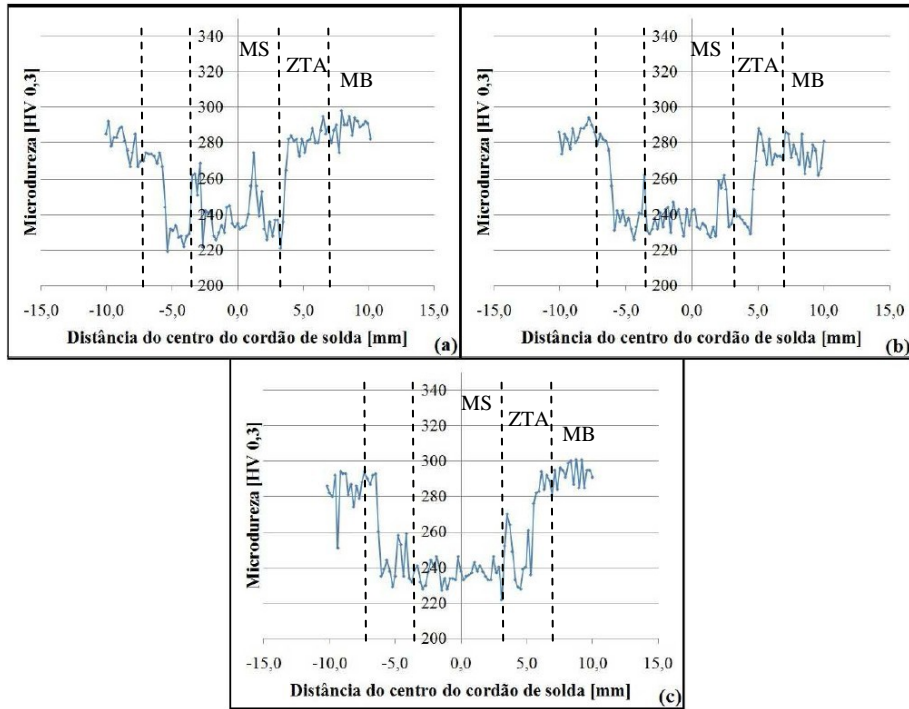 340
320
300
280
260
240
220
200
MS
ZTA
MB
Microdureza [HV 0,3]
-15,0 -10,0 -5,0 0,0 5,0 10,0 15,0
Distância do centro do cordão de solda [mm]
(a)
340
320
300
280
260
240
220
200
MS
ZTA
MB
Microdureza [HV 0,3]
-15,0 -10,0 -5,0 0,0 5,0 10,0 15,0
Distância do centro do cordão de solda [mm]
(b)
340
320
300
280
260
240
220
200
MS
ZTA
MB
Microdureza [HV 0,3]
-15,0 -10,0 -5,0 0,0 5,0 10,0 15,0
Distância do centro do cordão de solda [mm]
(c)